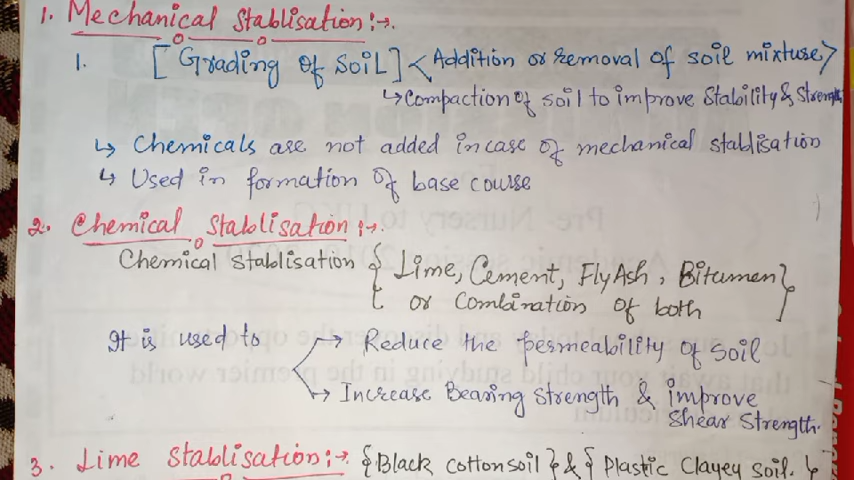 1. Mechanical Stablisation :-.
1. [Grading of SoiL] < Addition or removal of soil mixture >
↳ Compaction of soil to improve Stability & Strength
↳ Chemicals are not added in case of mechanical stablisation
↳ Used in formation of base course
2. Chemical Stablisation :-.
Chemical Stablisation { Lime, Cement, Fly Ash, Bitumen }
or Combination of both
It is used to → Reduce the permeability of Soil
→ Increase Bearing Strength & improve
Shear Strength.
3. Lime Stablisation :-. {Black Cotton soil} & { Plastic Clayey Soil. }